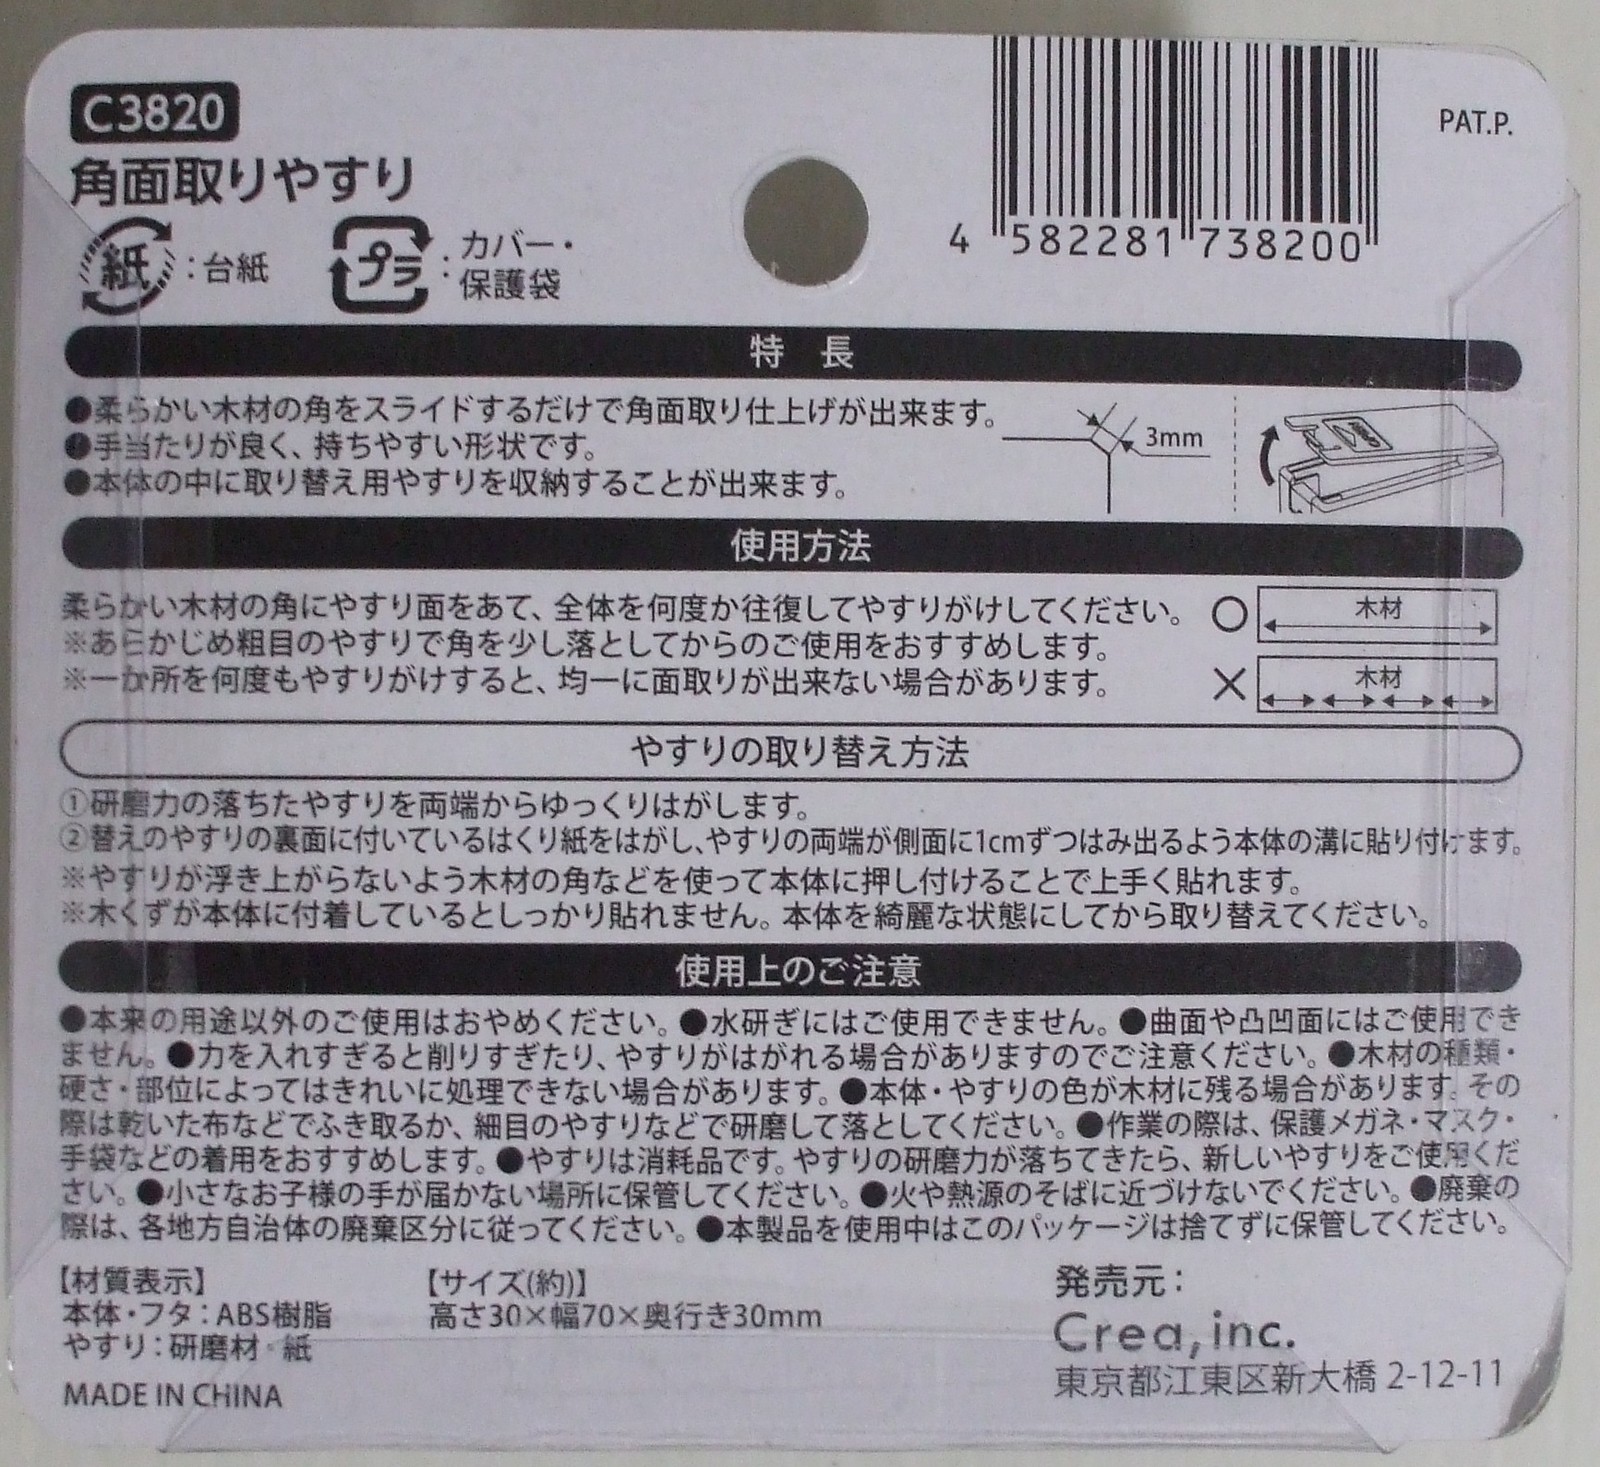 C3820
PAT.P.
角面取りやすり
紙：台紙
プラ：カバー・
保護袋
4 582281 738200
特 長
●柔らかい木材の角をスライドするだけで角面取り仕上げが出来ます。
●手当たりが良く、持ちやすい形状です。
●本体の中に取り替え用やすりを収納することが出来ます。
3mm
使用方法
柔らかい木材の角にやすり面をあて、全体を何度か往復してやすりがけしてください。
※あらかじめ粗目のやすりで角を少し落としてからのご使用をおすすめします。
※一か所を何度もやすりがけすると、均一に面取りが出来ない場合があります。
○ 木材
× 木材
やすりの取り替え方法
①研磨力の落ちたやすりを両端からゆっくりはがします。
②替えのやすりの裏面に付いているはくり紙をはがし、やすりの両端が側面に1cmずつはみ出るよう本体の溝に貼り付けます。
※やすりが浮き上がらないよう木材の角などを使って本体に押し付けることで上手く貼れます。
※木くずが本体に付着しているとしっかり貼れません。本体を綺麗な状態にしてから取り替えてください。
使用上のご注意
●本来の用途以外のご使用はおやめください。●水研ぎにはご使用できません。●曲面や凸凹面にはご使用でき
ません。●力を入れすぎると削りすぎたり、やすりがはがれる場合がありますのでご注意ください。●木材の種類・
硬さ・部位によってはきれいに処理できない場合があります。●本体・やすりの色が木材に残る場合があります。その
際は乾いた布などでふき取るか、細目のやすりなどで研磨して落としてください。●作業の際は、保護メガネ・マスク・
手袋などの着用をおすすめします。●やすりは消耗品です。やすりの研磨力が落ちてきたら、新しいやすりをご使用くだ
さい。●小さなお子様の手が届かない場所に保管してください。●火や熱源のそばに近づけないでください。●廃棄の
際は、各地方自治体の廃棄区分に従ってください。●本製品を使用中はこのパッケージは捨てずに保管してください。
【材質表示】
本体・フタ：ABS樹脂
やすり：研磨材・紙
MADE IN CHINA
【サイズ(約)】
高さ30×幅70×奥行き30mm
発売元：
Crea, inc.
東京都江東区新大橋 2-12-11